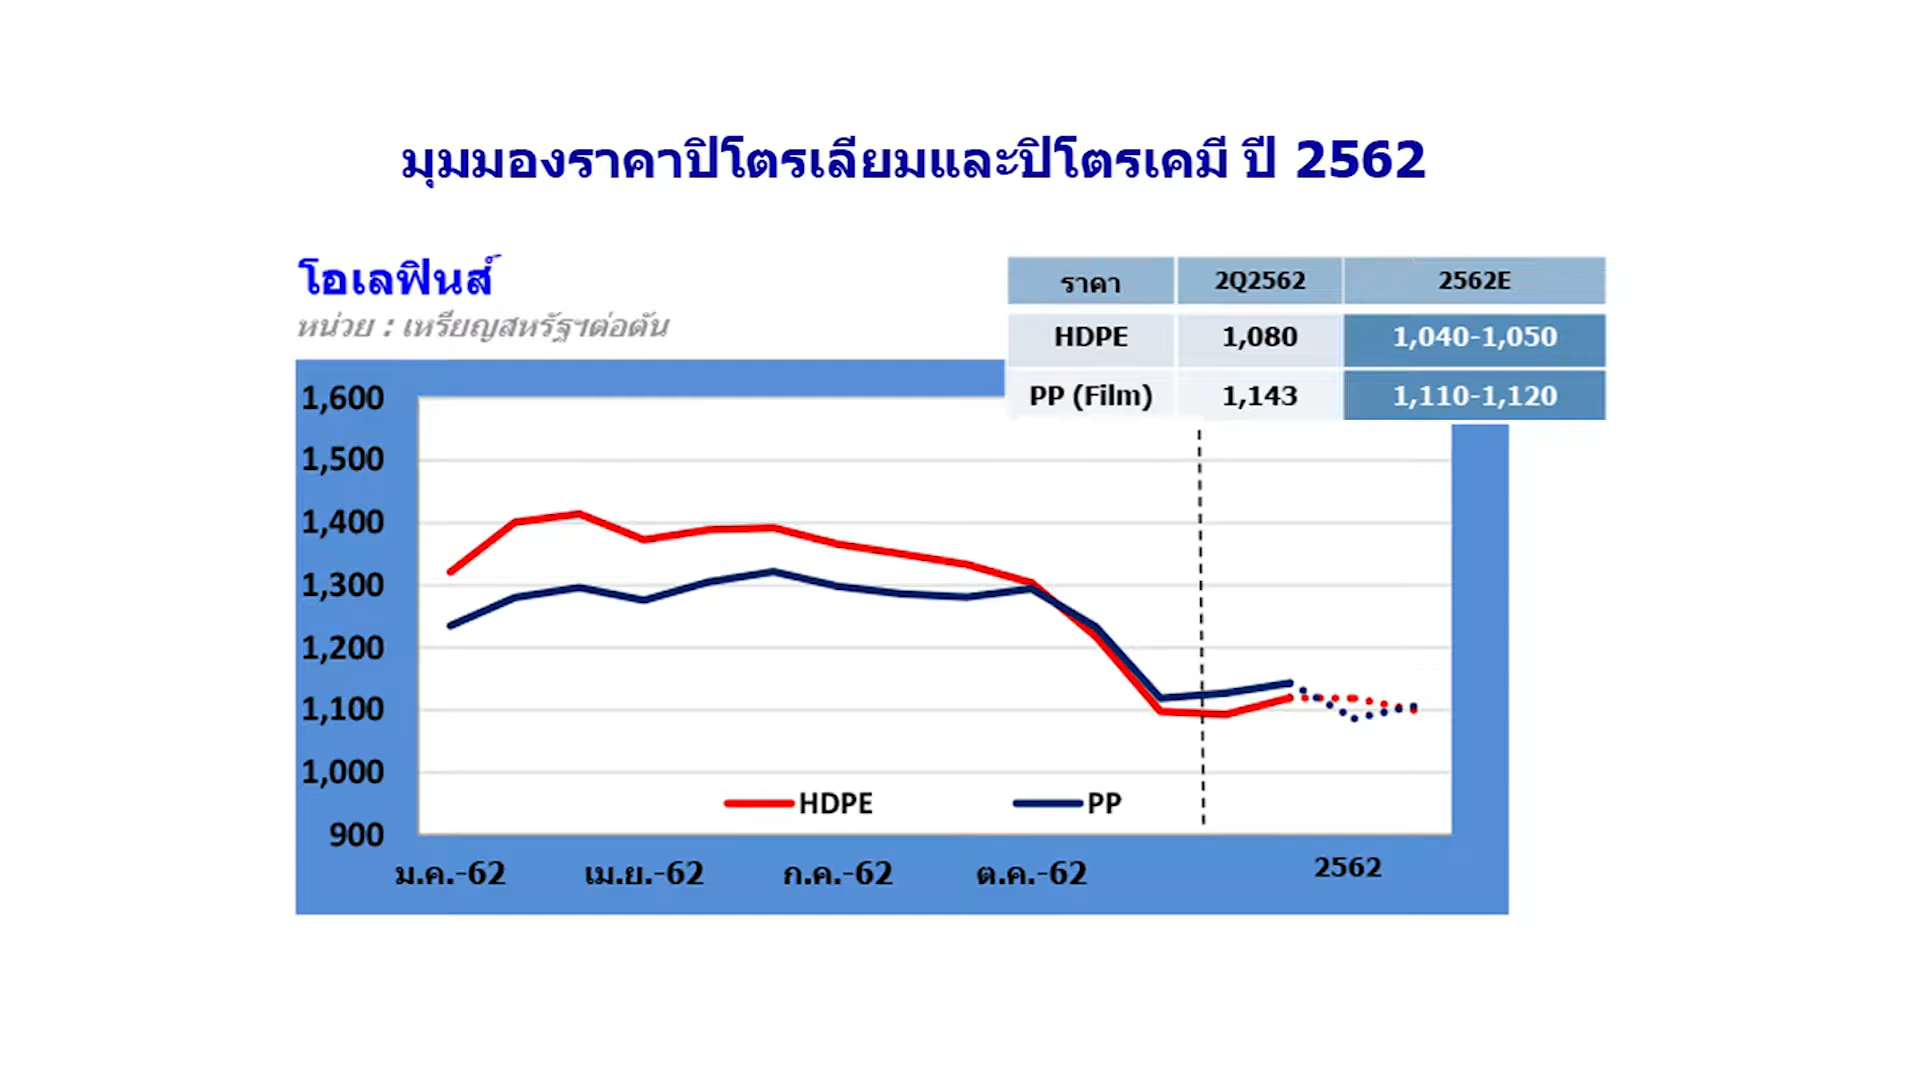 มุมมองราคาปิโตรเลียมและปิโตรเคมี ปี 2562
โอเลฟินส์
หน่วย : เหรียญสหรัฐฯต่อตัน
ราคา 2Q2562 2562E
HDPE 1,080 1,040-1,050
PP (Film) 1,143 1,110-1,120
1,600
1,500
1,400
1,300
1,200
1,100
1,000
900
HDPE PP
ม.ค.-62 เม.ย.-62 ก.ค.-62 ต.ค.-62 2562